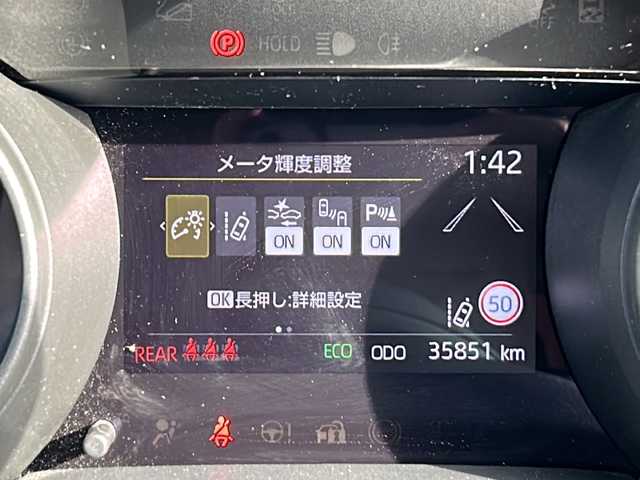 HOLD
メータ輝度調整
1:42
ON ON ON
OK長押し:詳細設定
50
REAR ECO ODO 35851 km